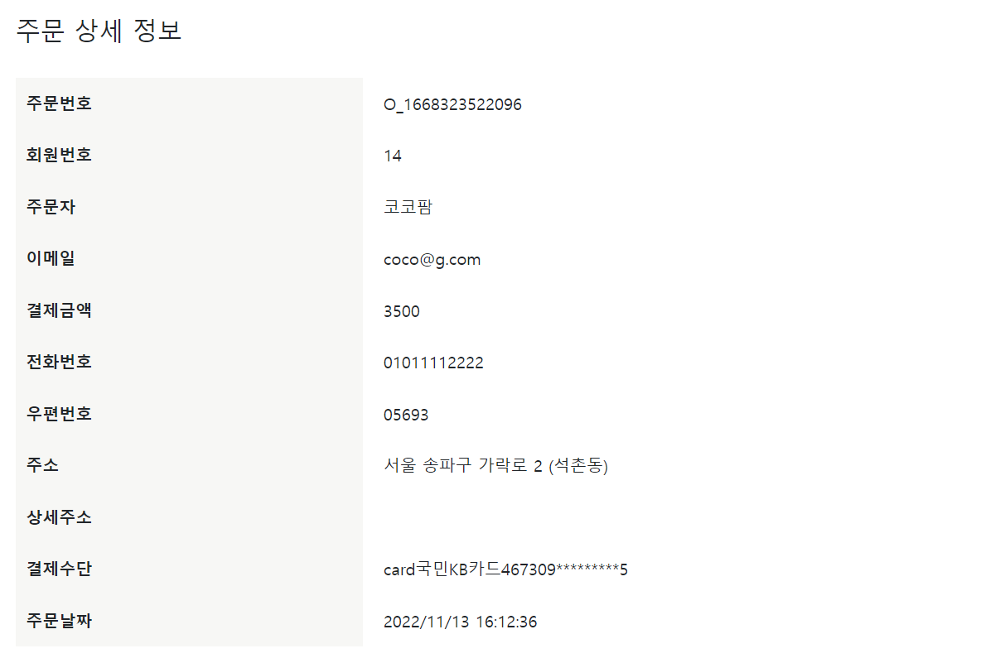 주문 상세 정보
주문번호 O_1668323522096
회원번호 14
주문자 코코팜
이메일 coco@g.com
결제금액 3500
전화번호 01011112222
우편번호 05693
주소 서울 송파구 가락로 2 (석촌동)
상세주소
결제수단 card국민KB카드467309*********5
주문날짜 2022/11/13 16:12:36